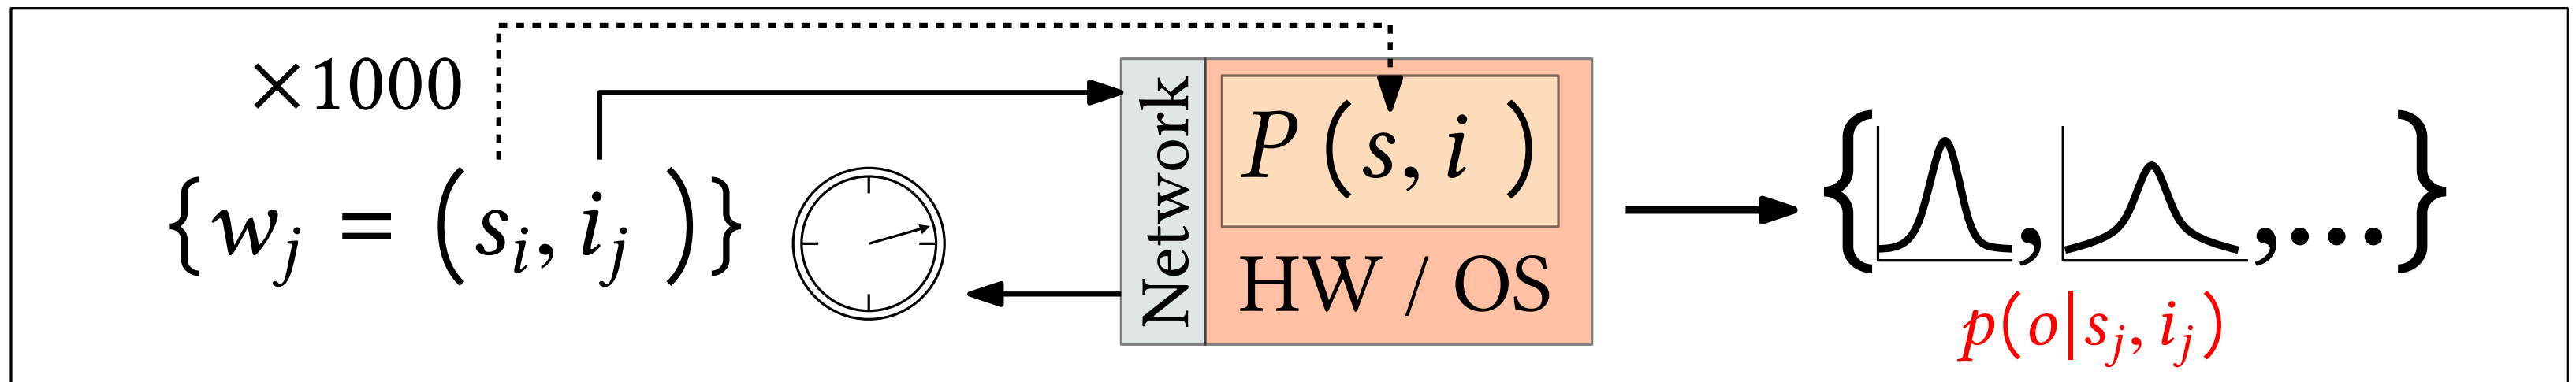 ×1000
{w_j = (s_i, i_j )}
Network
P(s, i )
HW / OS
{ , ,...}
p(o|s_j, i_j)